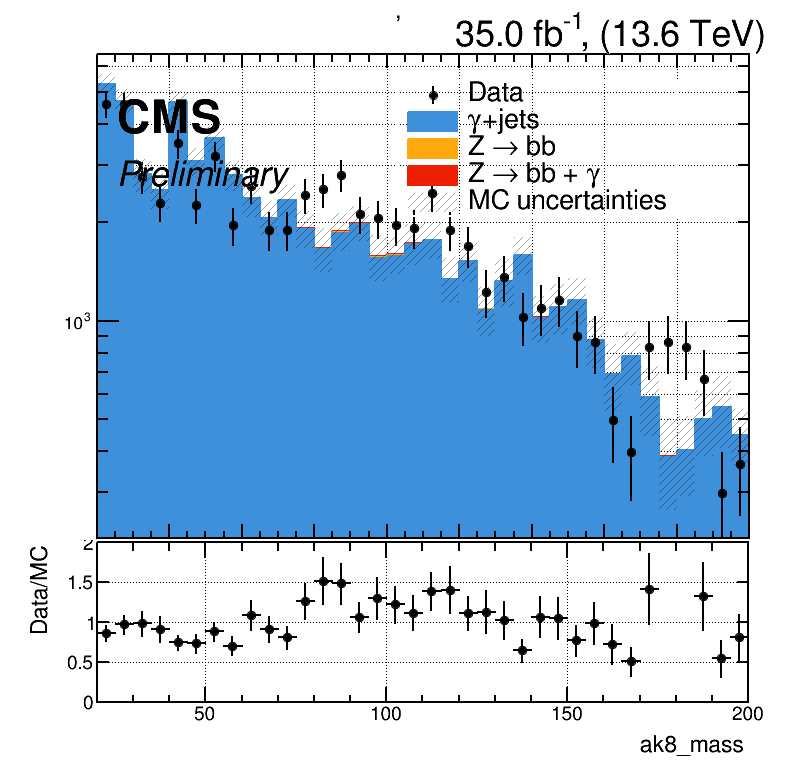 ,
35.0 fb-1, (13.6 TeV)
CMS
Preliminary
Data
γ+jets
Z → bb
Z → bb + γ
MC uncertainties
10³
Data/MC
2
1.5
1
0.5
0
50 100 150 200
ak8_mass